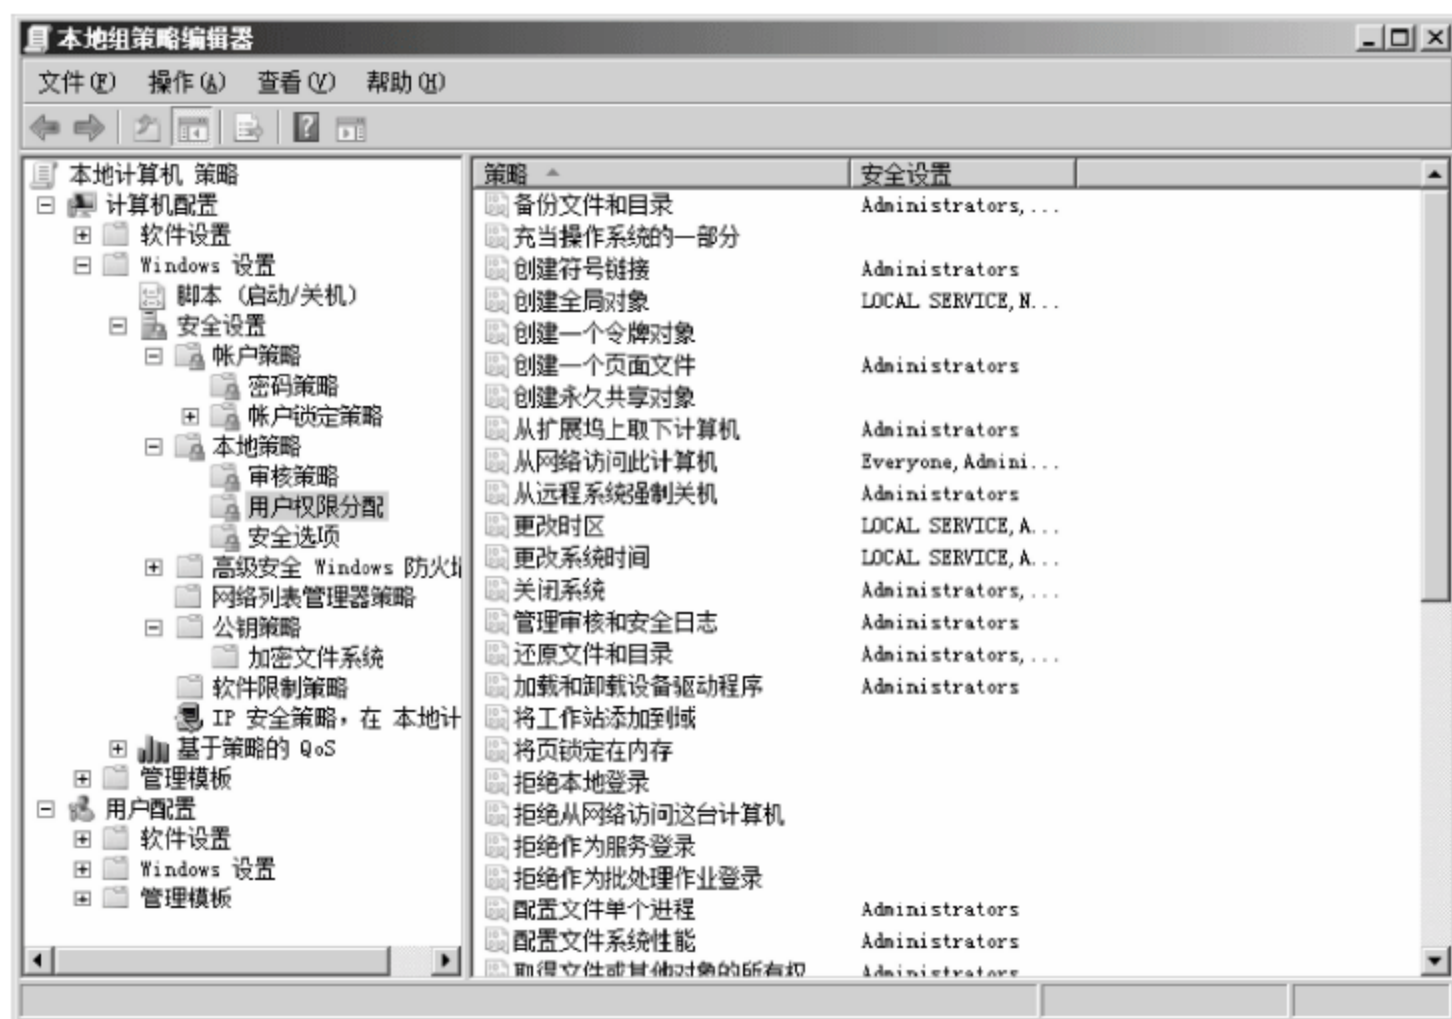 本地组策略编辑器
文件(F) 操作(A) 查看(V) 帮助(H)
本地计算机 策略
计算机配置
软件设置
Windows 设置
脚本 (启动/关机)
安全设置
帐户策略
密码策略
帐户锁定策略
本地策略
审核策略
用户权限分配
安全选项
高级安全 Windows 防火墙
网络列表管理器策略
公钥策略
加密文件系统
软件限制策略
IP 安全策略,在 本地计
基于策略的 QoS
管理模板
用户配置
软件设置
Windows 设置
管理模板
策略 安全设置
备份文件和目录 Administrators,...
充当操作系统的一部分
创建符号链接 Administrators
创建全局对象 LOCAL SERVICE,N...
创建一个令牌对象
创建一个页面文件 Administrators
创建永久共享对象
从扩展坞上取下计算机 Administrators
从网络访问此计算机 Everyone,Admini...
从远程系统强制关机 Administrators
更改时区 LOCAL SERVICE,A...
更改系统时间 LOCAL SERVICE,A...
关闭系统 Administrators,...
管理审核和安全日志 Administrators
还原文件和目录 Administrators,...
加载和卸载设备驱动程序 Administrators
将工作站添加到域
将页锁定在内存
拒绝本地登录
拒绝从网络访问这台计算机
拒绝作为服务登录
拒绝作为批处理作业登录
配置文件单个进程 Administrators
配置文件系统性能 Administrators
取得文件或其他对象的所有权 Administrators